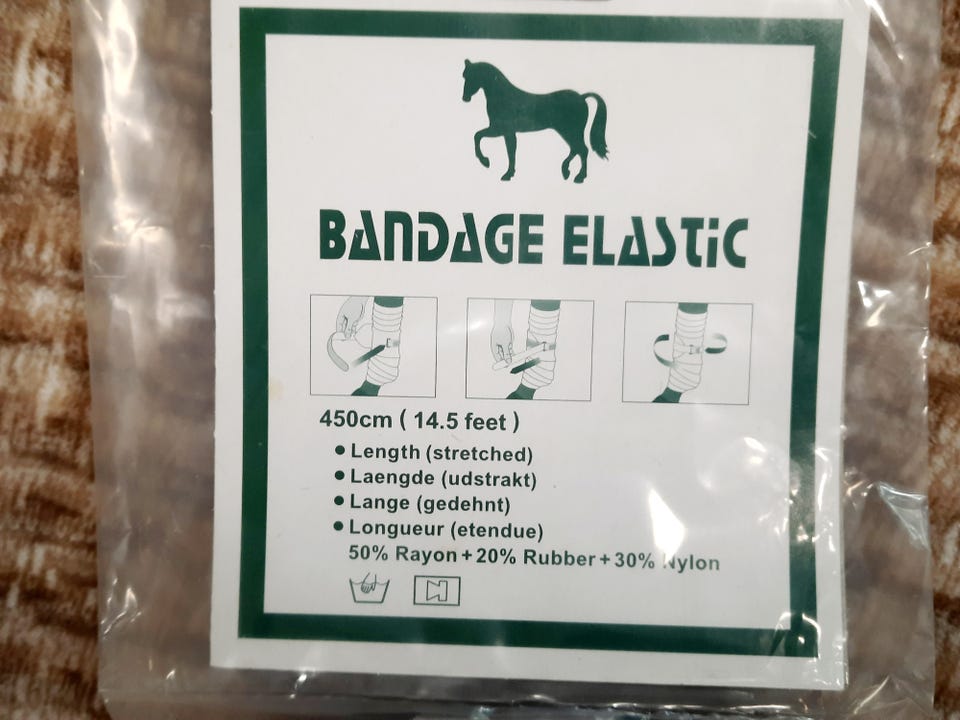 BANDAGE ELASTIC
450cm ( 14.5 feet )
• Length (stretched)
• Laengde (udstrakt)
• Lange (gedehnt)
• Longueur (etendue)
50% Rayon + 20% Rubber + 30% Nylon